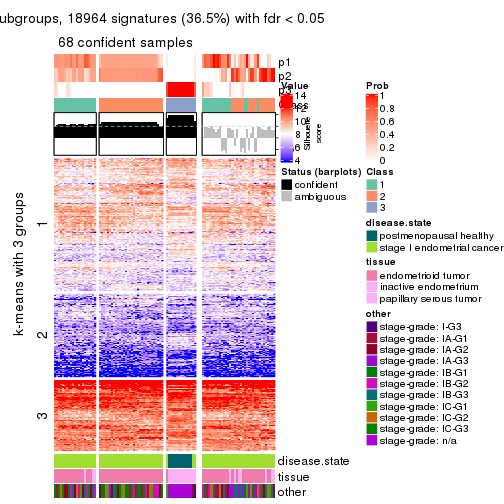 ubgroups, 18964 signatures (36.5%) with fdr < 0.05
68 confident samples
p1
p2
p3
Class
Silhouette
score
k-means with 3 groups
1
2
3
disease.state
tissue
other
Value
14
12
10
8
6
4
Status (barplots)
confident
ambiguous
Prob
1
0.8
0.6
0.4
0.2
0
Class
1
2
3
disease.state
postmenopausal healthy
stage I endometrial cancer
tissue
endometrioid tumor
inactive endometrium
papillary serous tumor
other
stage-grade: I-G3
stage-grade: IA-G1
stage-grade: IA-G2
stage-grade: IA-G3
stage-grade: IB-G1
stage-grade: IB-G2
stage-grade: IB-G3
stage-grade: IC-G1
stage-grade: IC-G2
stage-grade: IC-G3
stage-grade: n/a